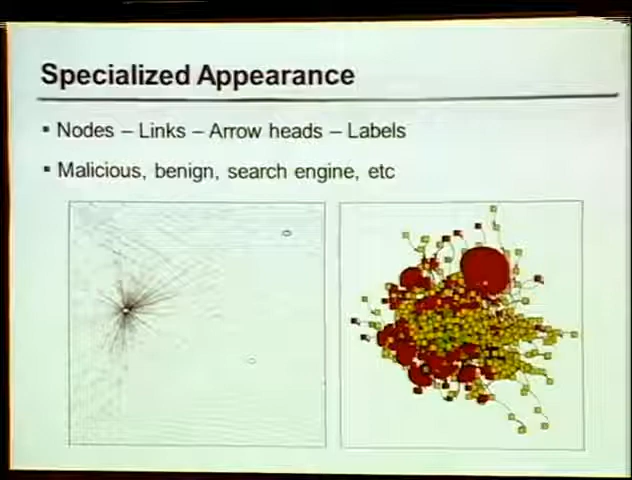 Specialized Appearance
▪ Nodes – Links – Arrow heads – Labels
▪ Malicious, benign, search engine, etc